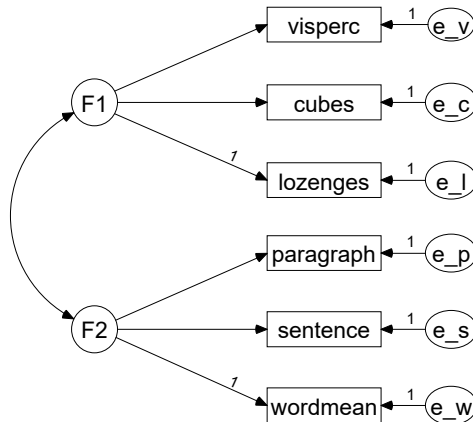 visperc 1 e_v
F1 cubes 1 e_c
1 lozenges 1 e_l
paragraph 1 e_p
F2 sentence 1 e_s
1 wordmean 1 e_w